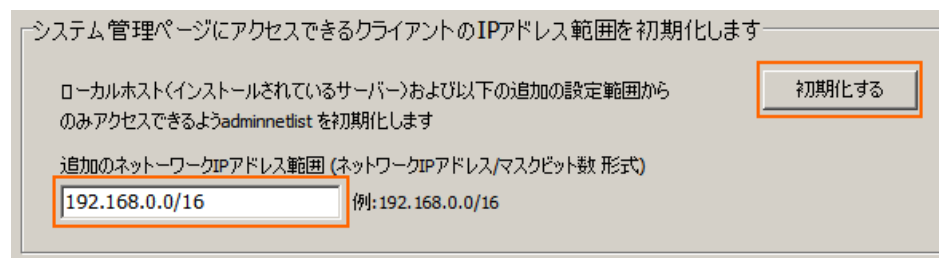 システム管理ページにアクセスできるクライアントのIPアドレス範囲を初期化します
ローカルホスト(インストールされているサーバー)および以下の追加の設定範囲から
初期化する
のみアクセスできるようadminnetlist を初期化します
追加のネットーワークIPアドレス範囲 (ネットワークIPアドレス/マスクビット数 形式)
192.168.0.0/16
例:192.168.0.0/16